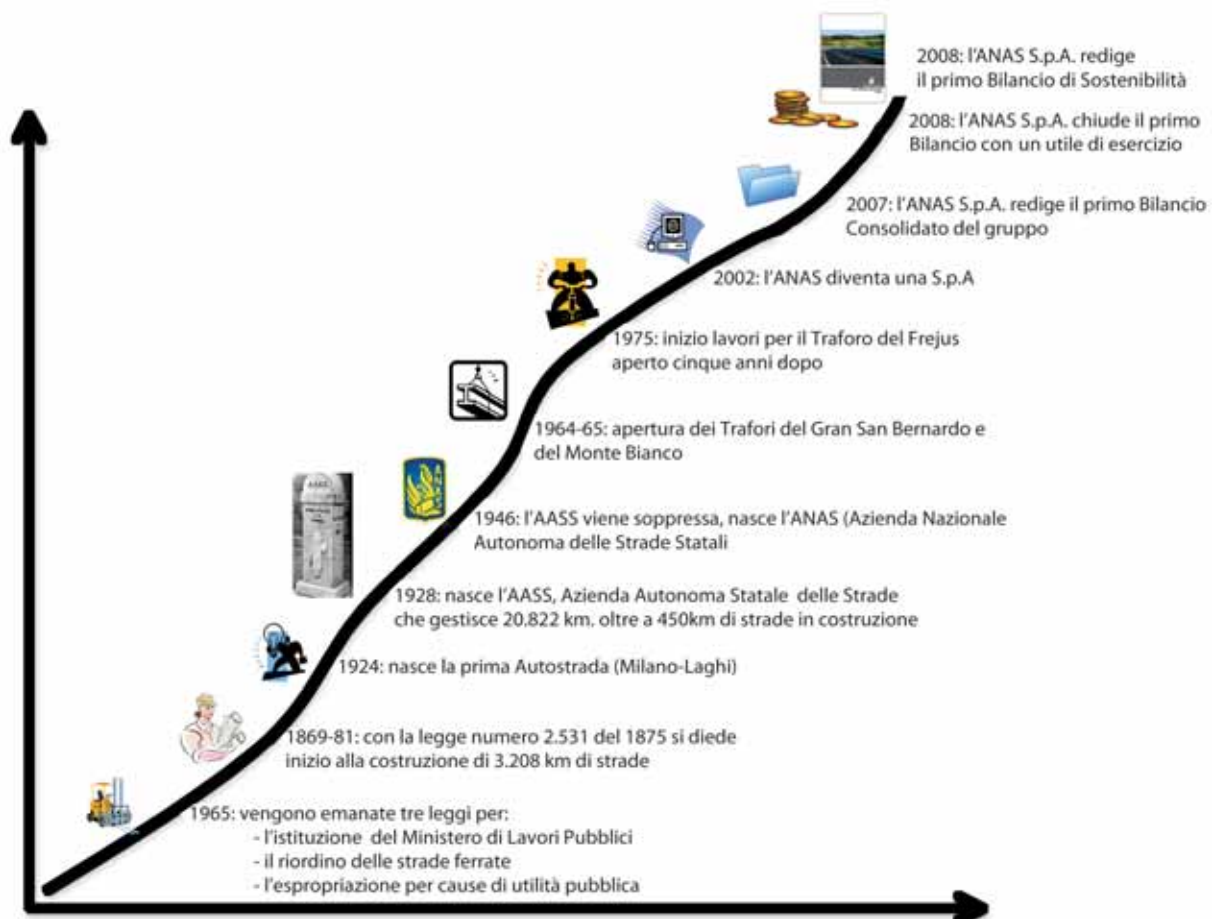 2008: l'ANAS S.p.A. redige
il primo Bilancio di Sostenibilità
2008: l'ANAS S.p.A. chiude il primo
Bilancio con un utile di esercizio
2007: l'ANAS S.p.A. redige il primo Bilancio
Consolidato del gruppo
2002: l'ANAS diventa una S.p.A
1975: inizio lavori per il Traforo del Frejus
aperto cinque anni dopo
1964-65: apertura dei Trafori del Gran San Bernardo e
del Monte Bianco
ANAS
1946: l'AASS viene soppressa, nasce l'ANAS (Azienda Nazionale
Autonoma delle Strade Statali
AASS
1928: nasce l'AASS, Azienda Autonoma Statale delle Strade
che gestisce 20.822 km. oltre a 450km di strade in costruzione
1924: nasce la prima Autostrada (Milano-Laghi)
1869-81: con la legge numero 2.531 del 1875 si diede
inizio alla costruzione di 3.208 km di strade
1965: vengono emanate tre leggi per:
- l'istituzione del Ministero di Lavori Pubblici
- il riordino delle strade ferrate
- l'espropriazione per cause di utilità pubblica